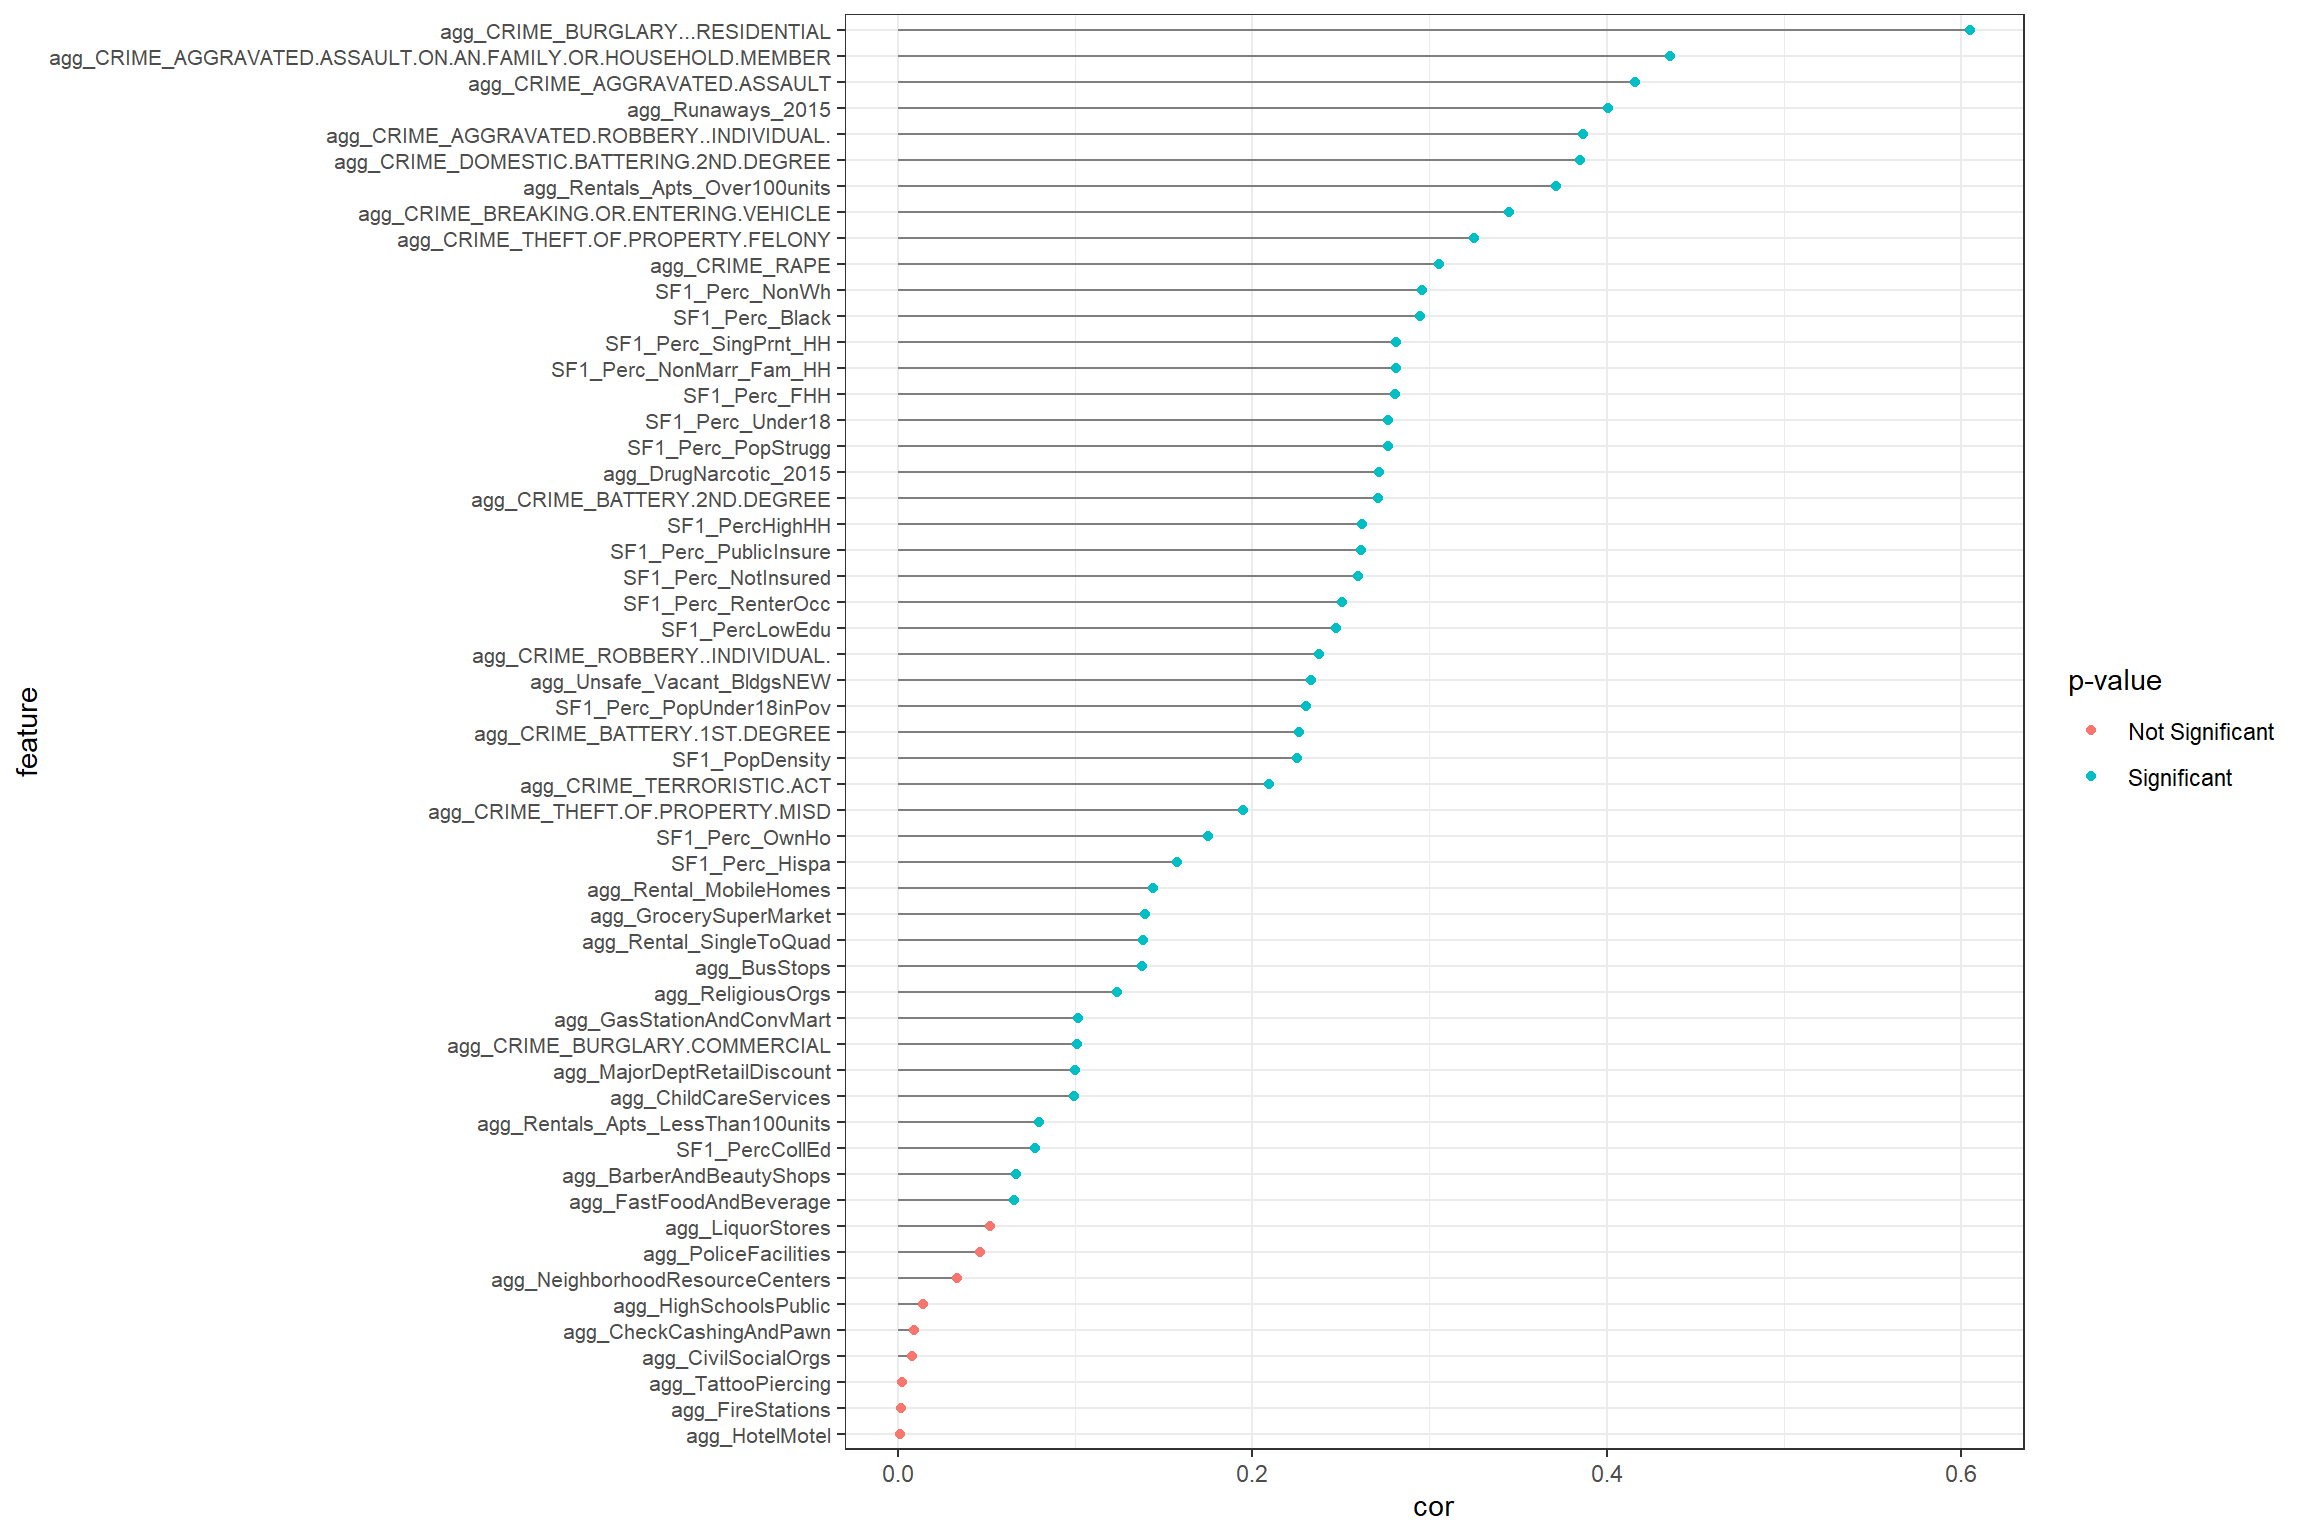 agg_CRIME_BURGLARY...RESIDENTIAL
agg_CRIME_AGGRAVATED.ASSAULT.ON.AN.FAMILY.OR.HOUSEHOLD.MEMBER
agg_CRIME_AGGRAVATED.ASSAULT
agg_Runaways_2015
agg_CRIME_AGGRAVATED.ROBBERY..INDIVIDUAL.
agg_CRIME_DOMESTIC.BATTERING.2ND.DEGREE
agg_Rentals_Apts_Over100units
agg_CRIME_BREAKING.OR.ENTERING.VEHICLE
agg_CRIME_THEFT.OF.PROPERTY.FELONY
agg_CRIME_RAPE
SF1_Perc_NonWh
SF1_Perc_Black
SF1_Perc_SingPrnt_HH
SF1_Perc_NonMarr_Fam_HH
SF1_Perc_FHH
SF1_Perc_Under18
SF1_Perc_PopStrugg
agg_DrugNarcotic_2015
agg_CRIME_BATTERY.2ND.DEGREE
SF1_PercHighHH
SF1_Perc_PublicInsure
SF1_Perc_NotInsured
SF1_Perc_RenterOcc
SF1_PercLowEdu
agg_CRIME_ROBBERY..INDIVIDUAL.
agg_Unsafe_Vacant_BldgsNEW
SF1_Perc_PopUnder18inPov
agg_CRIME_BATTERY.1ST.DEGREE
SF1_PopDensity
agg_CRIME_TERRORISTIC.ACT
agg_CRIME_THEFT.OF.PROPERTY.MISD
SF1_Perc_OwnHo
SF1_Perc_Hispa
agg_Rental_MobileHomes
agg_GrocerySuperMarket
agg_Rental_SingleToQuad
agg_BusStops
agg_ReligiousOrgs
agg_GasStationAndConvMart
agg_CRIME_BURGLARY.COMMERCIAL
agg_MajorDeptRetailDiscount
agg_ChildCareServices
agg_Rentals_Apts_LessThan100units
SF1_PercCollEd
agg_BarberAndBeautyShops
agg_FastFoodAndBeverage
agg_LiquorStores
agg_PoliceFacilities
agg_NeighborhoodResourceCenters
agg_HighSchoolsPublic
agg_CheckCashingAndPawn
agg_CivilSocialOrgs
agg_TattooPiercing
agg_FireStations
agg_HotelMotel
feature
0.0 0.2 0.4 0.6
cor
p-value
Not Significant
Significant